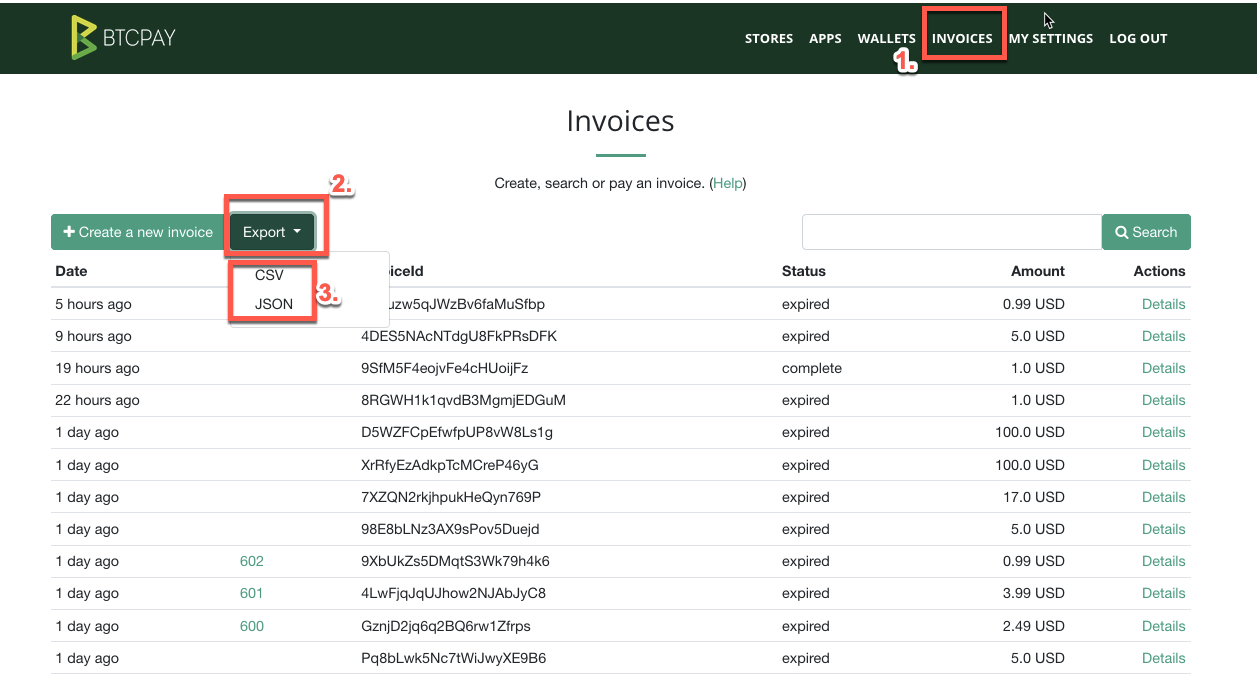 BTCPAY STORES APPS WALLETS INVOICES MY SETTINGS LOG OUT
1.
Invoices
Create, search or pay an invoice. (Help)
2.
Create a new invoice Export Search
Date Status Amount Actions
CSV
3.
JSON
5 hours ago expired 0.99 USD Details
9 hours ago 4DES5NAcNTdgU8FkPRsDFK expired 5.0 USD Details
19 hours ago 9SfM5F4eojvFe4cHUoijFz complete 1.0 USD Details
22 hours ago 8RGWH1k1qvdB3MgmjEDGuM expired 1.0 USD Details
1 day ago D5WZFCpEfwfpUP8vW8Ls1g expired 100.0 USD Details
1 day ago XrRfyEzAdkpTcMCreP46yG expired 100.0 USD Details
1 day ago 7XZQN2rkjhpukHeQyn769P expired 17.0 USD Details
1 day ago 98E8bLNz3AX9sPov5Duejd expired 5.0 USD Details
1 day ago 602 9XbUkZs5DMqtS3Wk79h4k6 expired 0.99 USD Details
1 day ago 601 4LwFjqJqUJhow2NJAbJyC8 expired 3.99 USD Details
1 day ago 600 GznjD2jq6q2BQ6rw1Zfrps expired 2.49 USD Details
1 day ago Pq8bLwk5Nc7tWiJwyXE9B6 expired 5.0 USD Details